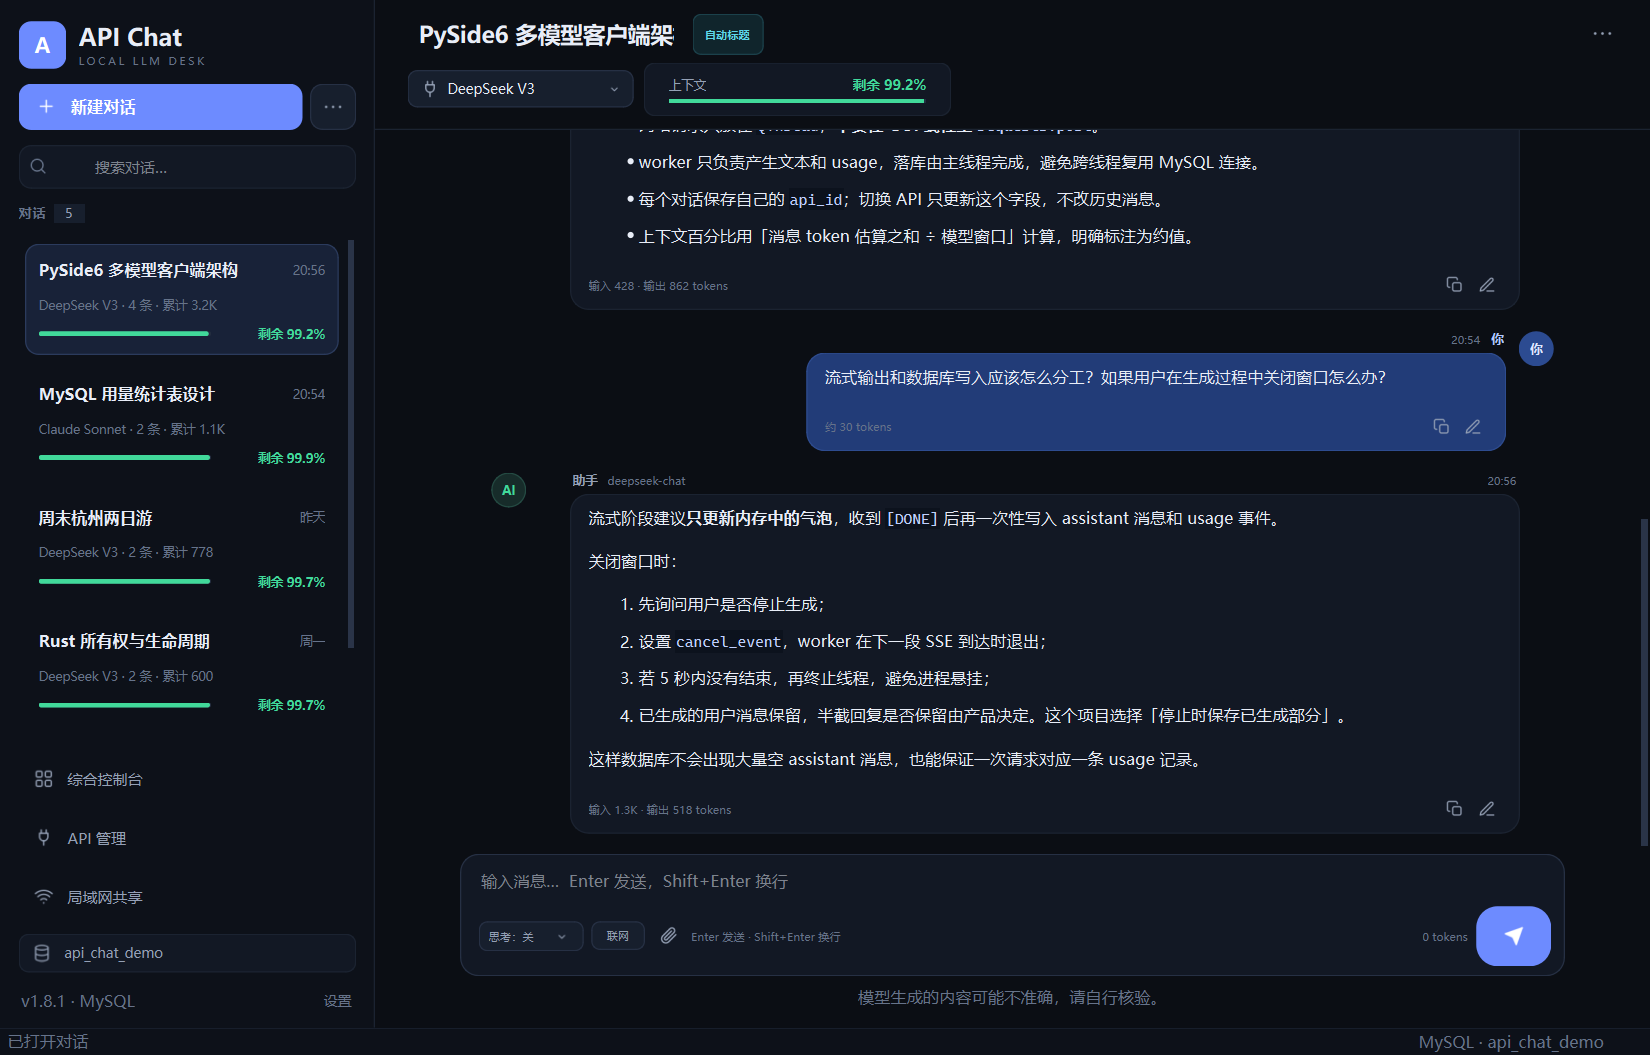 A
API Chat
LOCAL LLM DESK
新建对话
搜索对话...
对话 5
PySide6 多模型客户端架构 20:56
DeepSeek V3 · 4 条 · 累计 3.2K
剩余 99.2%
MySQL 用量统计表设计 20:54
Claude Sonnet · 2 条 · 累计 1.1K
剩余 99.9%
周末杭州两日游 昨天
DeepSeek V3 · 2 条 · 累计 778
剩余 99.7%
Rust 所有权与生命周期 周一
DeepSeek V3 · 2 条 · 累计 600
剩余 99.7%
综合控制台
API 管理
局域网共享
api_chat_demo
v1.8.1 · MySQL 设置
已打开对话
PySide6 多模型客户端架 自动标题
DeepSeek V3
上下文 剩余 99.2%
• worker 只负责产生文本和 usage，落库由主线程完成，避免跨线程复用 MySQL 连接。
• 每个对话保存自己的 api_id；切换 API 只更新这个字段，不改历史消息。
• 上下文百分比用「消息 token 估算之和 ÷ 模型窗口」计算，明确标注为约值。
输入 428 · 输出 862 tokens
20:54 你
你
流式输出和数据库写入应该怎么分工？如果用户在生成过程中关闭窗口怎么办？
约 30 tokens
AI
助手 deepseek-chat 20:56
流式阶段建议只更新内存中的气泡，收到 [DONE] 后再一次性写入 assistant 消息和 usage 事件。
关闭窗口时：
1. 先询问用户是否停止生成；
2. 设置 cancel_event，worker 在下一段 SSE 到达时退出；
3. 若 5 秒内没有结束，再终止线程，避免进程悬挂；
4. 已生成的用户消息保留，半截回复是否保留由产品决定。这个项目选择「停止时保存已生成部分」。
这样数据库不会出现大量空 assistant 消息，也能保证一次请求对应一条 usage 记录。
输入 1.3K · 输出 518 tokens
输入消息... Enter 发送，Shift+Enter 换行
思考：关 联网 Enter 发送 · Shift+Enter 换行 0 tokens
模型生成的内容可能不准确，请自行核验。
MySQL · api_chat_demo